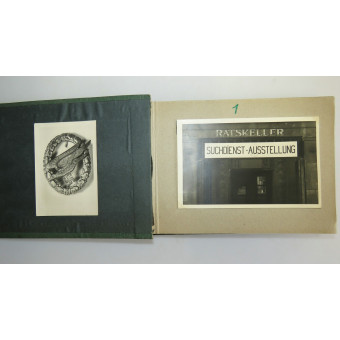 1
RATSKELLER
SUCHDIENST-AUSSTELLUNG